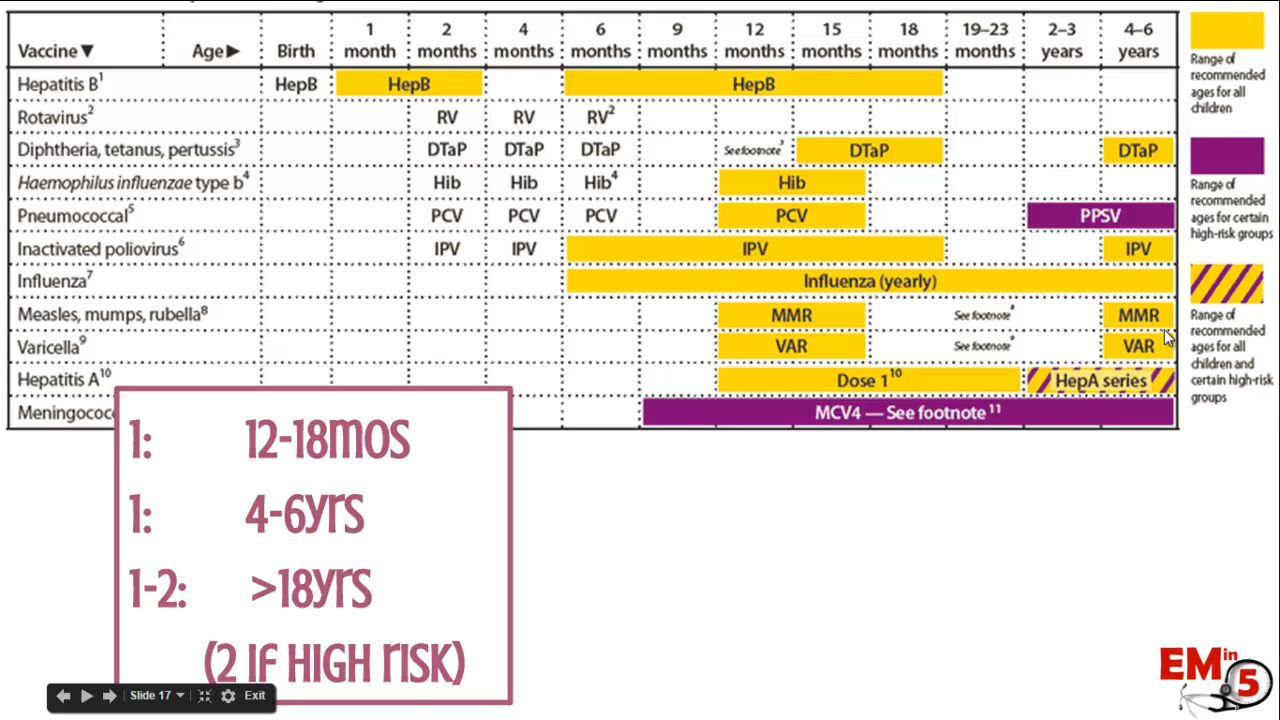 Vaccine▼ Age► Birth 1 month 2 months 4 months 6 months 9 months 12 months 15 months 18 months 19–23 months 2–3 years 4–6 years
Hepatitis B¹ HepB HepB HepB
Rotavirus² RV RV RV²
Diphtheria, tetanus, pertussis³ DTaP DTaP DTaP See footnote³ DTaP DTaP
Haemophilus influenzae type b⁴ Hib Hib Hib⁴ Hib
Pneumococcal⁵ PCV PCV PCV PCV PPSV
Inactivated poliovirus⁶ IPV IPV IPV IPV
Influenza⁷ Influenza (yearly)
Measles, mumps, rubella⁸ MMR See footnote⁸ MMR
Varicella⁹ VAR See footnote⁹ VAR
Hepatitis A¹⁰ Dose 1¹⁰ HepA series
Meningococ MCV4 — See footnote¹¹
Range of
recommended
ages for all
children
Range of
recommended
ages for certain
high-risk groups
Range of
recommended
ages for all
children and
certain high-risk
groups
1: 12-18mos
1: 4-6yrs
1-2: >18yrs
(2 if high risk)
Slide 17 Exit
EM in 5